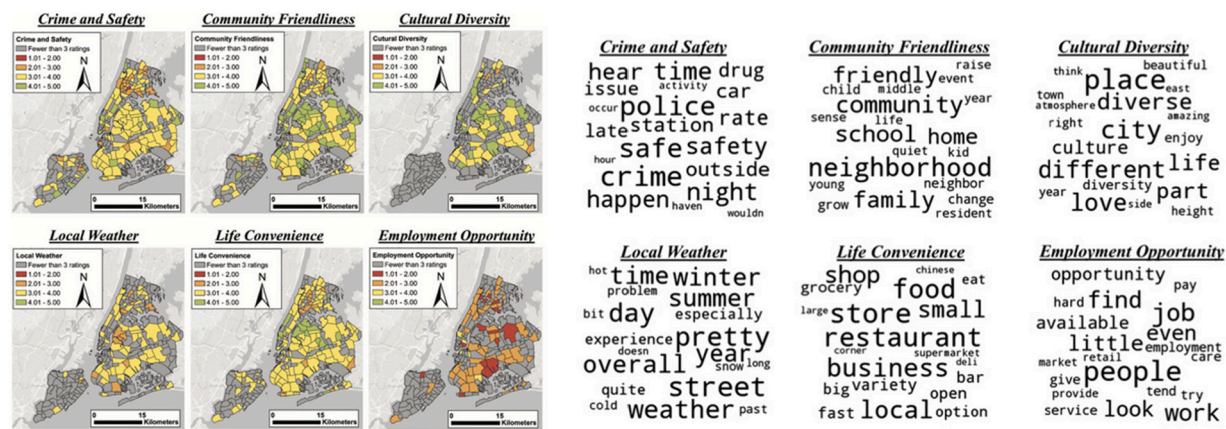 Crime and Safety
Crime and Safety
Fewer than 3 ratings
1.01 - 2.00
2.01 - 3.00
3.01 - 4.00
4.01 - 5.00
N
0 15
Kilometers
Community Friendliness
Community Friendliness
Fewer than 3 ratings
1.01 - 2.00
2.01 - 3.00
3.01 - 4.00
4.01 - 5.00
N
0 15
Kilometers
Cultural Diversity
Cutural Diversity
Fewer than 3 ratings
1.01 - 2.00
2.01 - 3.00
3.01 - 4.00
4.01 - 5.00
N
0 15
Kilometers
Local Weather
Local Weather
Fewer than 3 ratings
1.01 - 2.00
2.01 - 3.00
3.01 - 4.00
4.01 - 5.00
N
0 15
Kilometers
Life Convenience
Life Convenience
Fewer than 3 ratings
1.01 - 2.00
2.01 - 3.00
3.01 - 4.00
4.01 - 5.00
N
0 15
Kilometers
Employment Opportunity
Employment Opportunity
Fewer than 3 ratings
1.01 - 2.00
2.01 - 3.00
3.01 - 4.00
4.01 - 5.00
N
0 15
Kilometers
Crime and Safety
hear time drug
issue activity car
occur police
late station rate
safe safety
hour
crime outside
happen haven night
wouldn
Community Friendliness
raise
friendly event
child middle
community year
sense life
school home
quiet kid
neighborhood
young neighbor
grow family change
resident
Cultural Diversity
beautiful
think place east
town
atmosphere diverse
amazing
right city enjoy
culture
different life
diversity
year love side part
height
Local Weather
hot time winter
problem
summer
bit day especially
experience pretty
doesn year
overall snow long
quite street
cold weather past
Life Convenience
shop chinese
grocery food eat
large store small
restaurant
corner supermarket
business deli
big variety bar
open
fast local option
Employment Opportunity
opportunity
pay
hard find job
available even
little employment
market retail care
give people
provide tend try
service look work